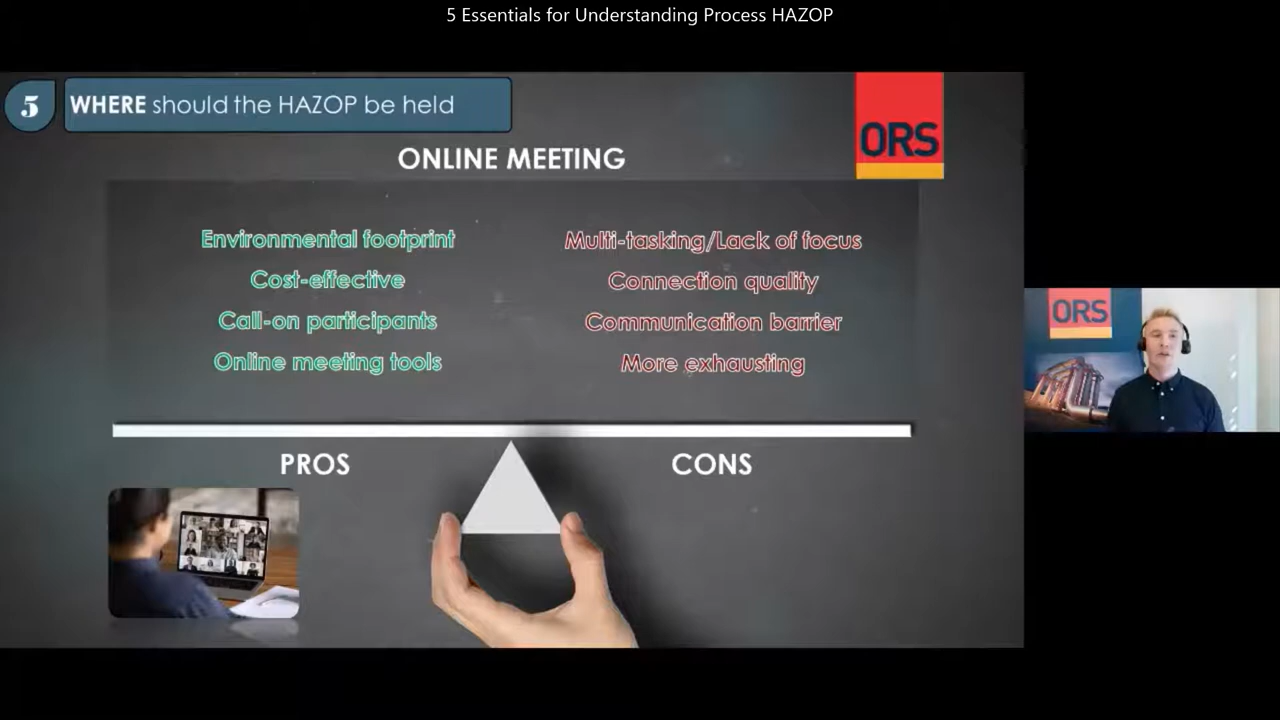 5 Essentials for Understanding Process HAZOP
5 WHERE should the HAZOP be held
ORS
ONLINE MEETING
Environmental footprint
Cost-effective
Call-on participants
Online meeting tools
Multi-tasking/Lack of focus
Connection quality
Communication barrier
More exhausting
PROS
CONS
ORS